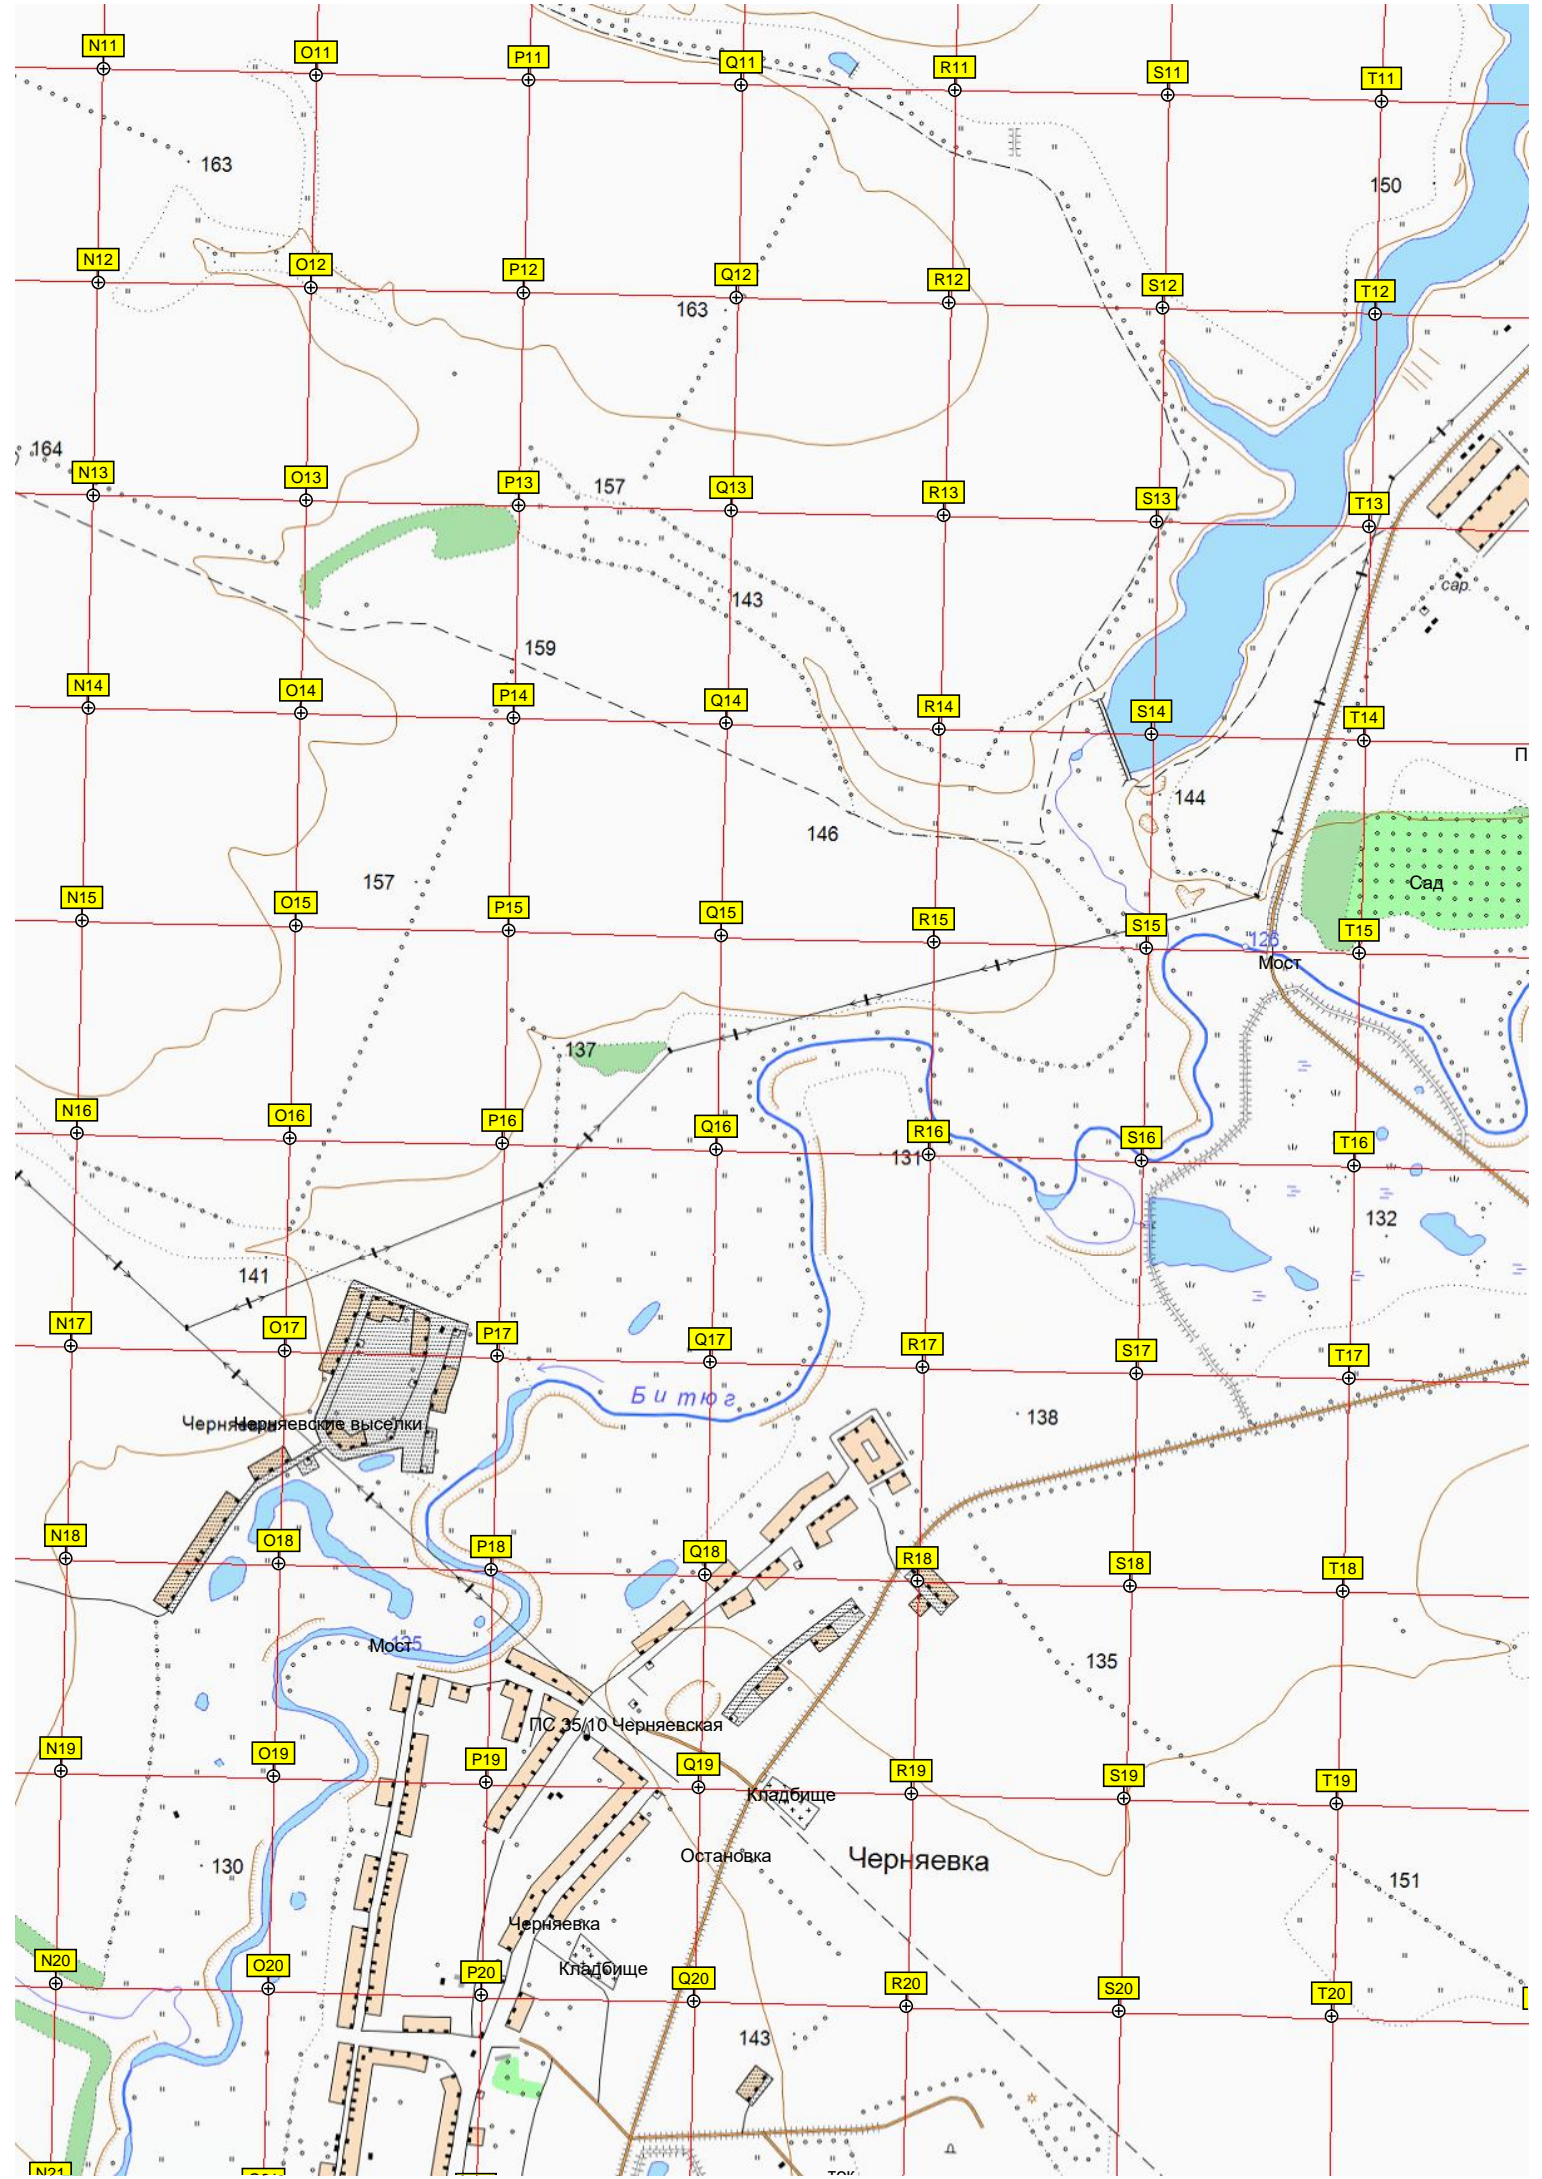 N11 O11 P11 Q11 R11 S11 T11
163
150
N12 O12 P12 Q12 R12 S12 T12
163
164
N13 O13 P13 157 Q13 R13 S13 T13
143
сар.
159
N14 O14 P14 Q14 R14 S14 T14
П
144
146
157
Сад
N15 O15 P15 Q15 R15 S15 T15
126
Мост
137
N16 O16 P16 Q16 R16 S16 T16
131
132
141
N17 O17 P17 Q17 R17 S17 T17
Битюг
138
Черняевские выселки
N18 O18 P18 Q18 R18 S18 T18
Мост
135
ПС 35/10 Черняевская
N19 O19 P19 Q19 R19 S19 T19
Кладбище
Остановка
Черняевка
130
151
Черняевка
Кладбище
N20 O20 P20 Q20 R20 S20 T20
143
N21
ток